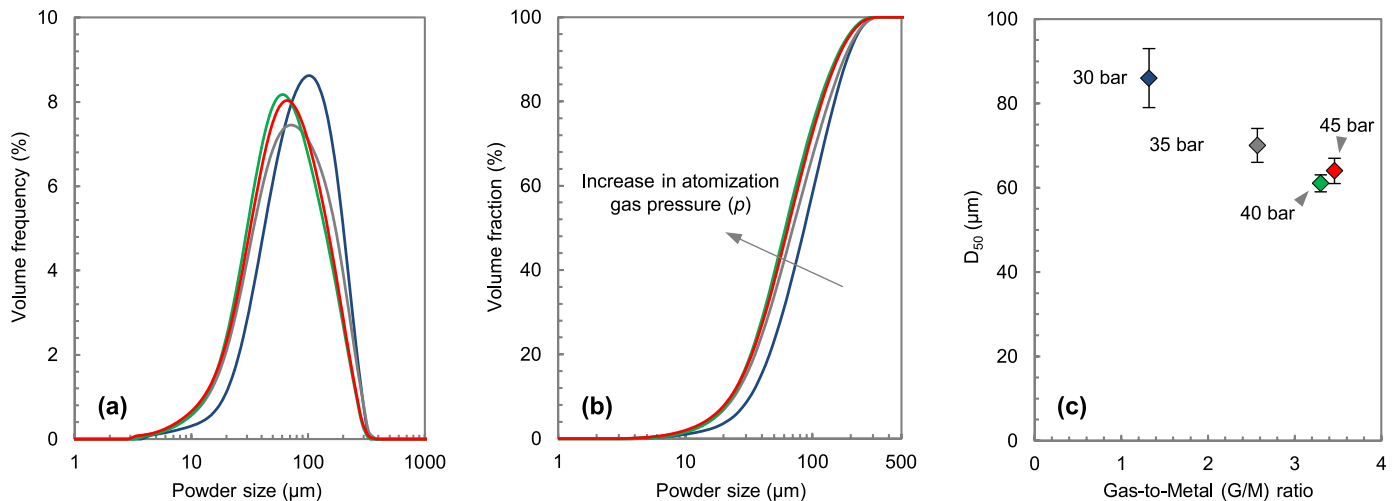 10
8
6
4
2
0
Volume frequency (%)
(a)
1
10
100
1000
Powder size (µm)
100
80
60
40
20
0
Volume fraction (%)
Increase in atomization
gas pressure (p)
(b)
1
10
100
500
Powder size (µm)
100
80
60
40
20
0
D50 (µm)
30 bar
35 bar
45 bar
40 bar
(c)
0
1
2
3
4
Gas-to-Metal (G/M) ratio